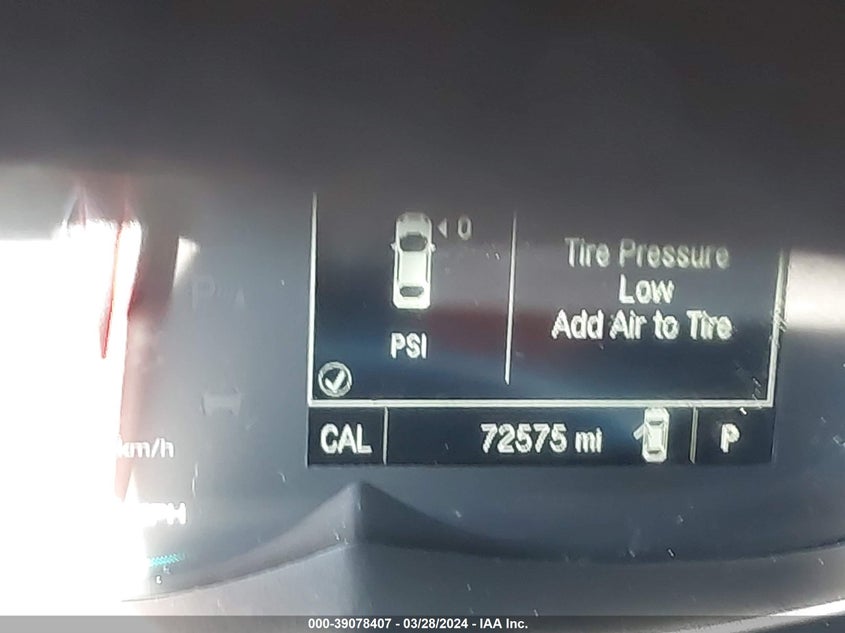 0
Tire Pressure
Low
Add Air to Tire
PSI
CAL
72575 mi
P
km/h
000-39078407 - 03/28/2024 - IAA Inc.